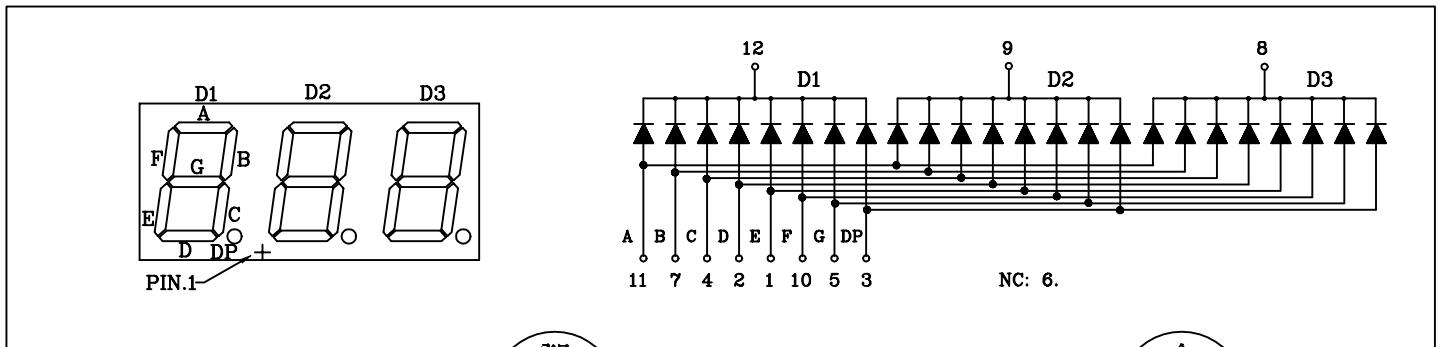 D1 D2 D3
A
F G B
E C
D DP
PIN.1
12 9 8
D1 D2 D3
A B C D E F G DP
11 7 4 2 1 10 5 3
NC: 6.